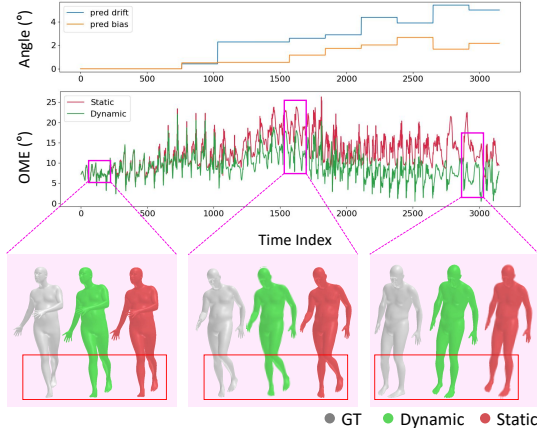 Angle (°)
4
2
0
pred drift
pred bias
0 500 1000 1500 2000 2500 3000
OME (°)
25
20
15
10
5
0
Static
Dynamic
0 500 1000 1500 2000 2500 3000
Time Index
GT Dynamic Static